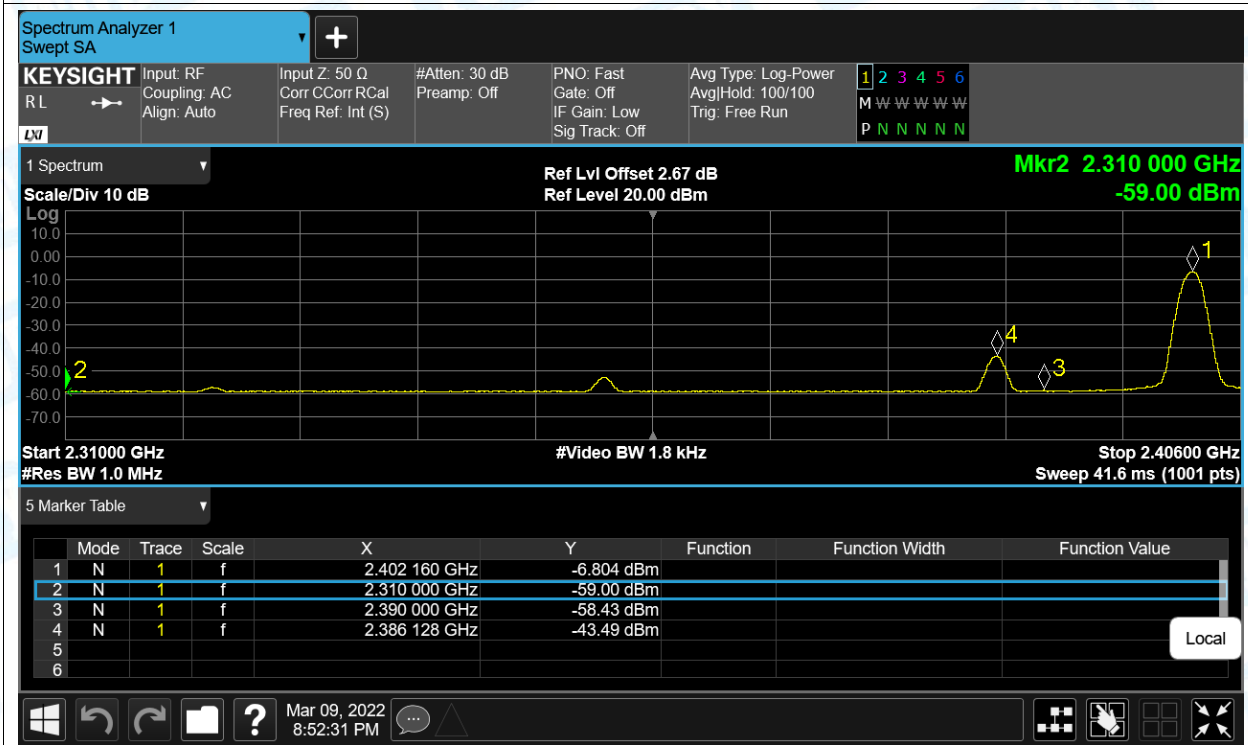 Spectrum Analyzer 1
Swept SA
KEYSIGHT
R L
LXI
Input: RF
Coupling: AC
Align: Auto
Input Z: 50 Ω
Corr CCorr RCal
Freq Ref: Int (S)
#Atten: 30 dB
Preamp: Off
PNO: Fast
Gate: Off
IF Gain: Low
Sig Track: Off
Avg Type: Log-Power
Avg|Hold: 100/100
Trig: Free Run
1 2 3 4 5 6
M W W W W W
P N N N N N
1 Spectrum
Scale/Div 10 dB
Ref Lvl Offset 2.67 dB
Ref Level 20.00 dBm
Mkr2 2.310 000 GHz
-59.00 dBm
Log
10.0
0.00
-10.0
-20.0
-30.0
-40.0
-50.0
-60.0
-70.0
1
4
3
2
Start 2.31000 GHz
#Res BW 1.0 MHz
#Video BW 1.8 kHz
Stop 2.40600 GHz
Sweep 41.6 ms (1001 pts)
5 Marker Table
Mode Trace Scale X Y Function Function Width Function Value
1 N 1 f 2.402 160 GHz -6.804 dBm
2 N 1 f 2.310 000 GHz -59.00 dBm
3 N 1 f 2.390 000 GHz -58.43 dBm
4 N 1 f 2.386 128 GHz -43.49 dBm
5
6
Local
?
Mar 09, 2022
8:52:31 PM